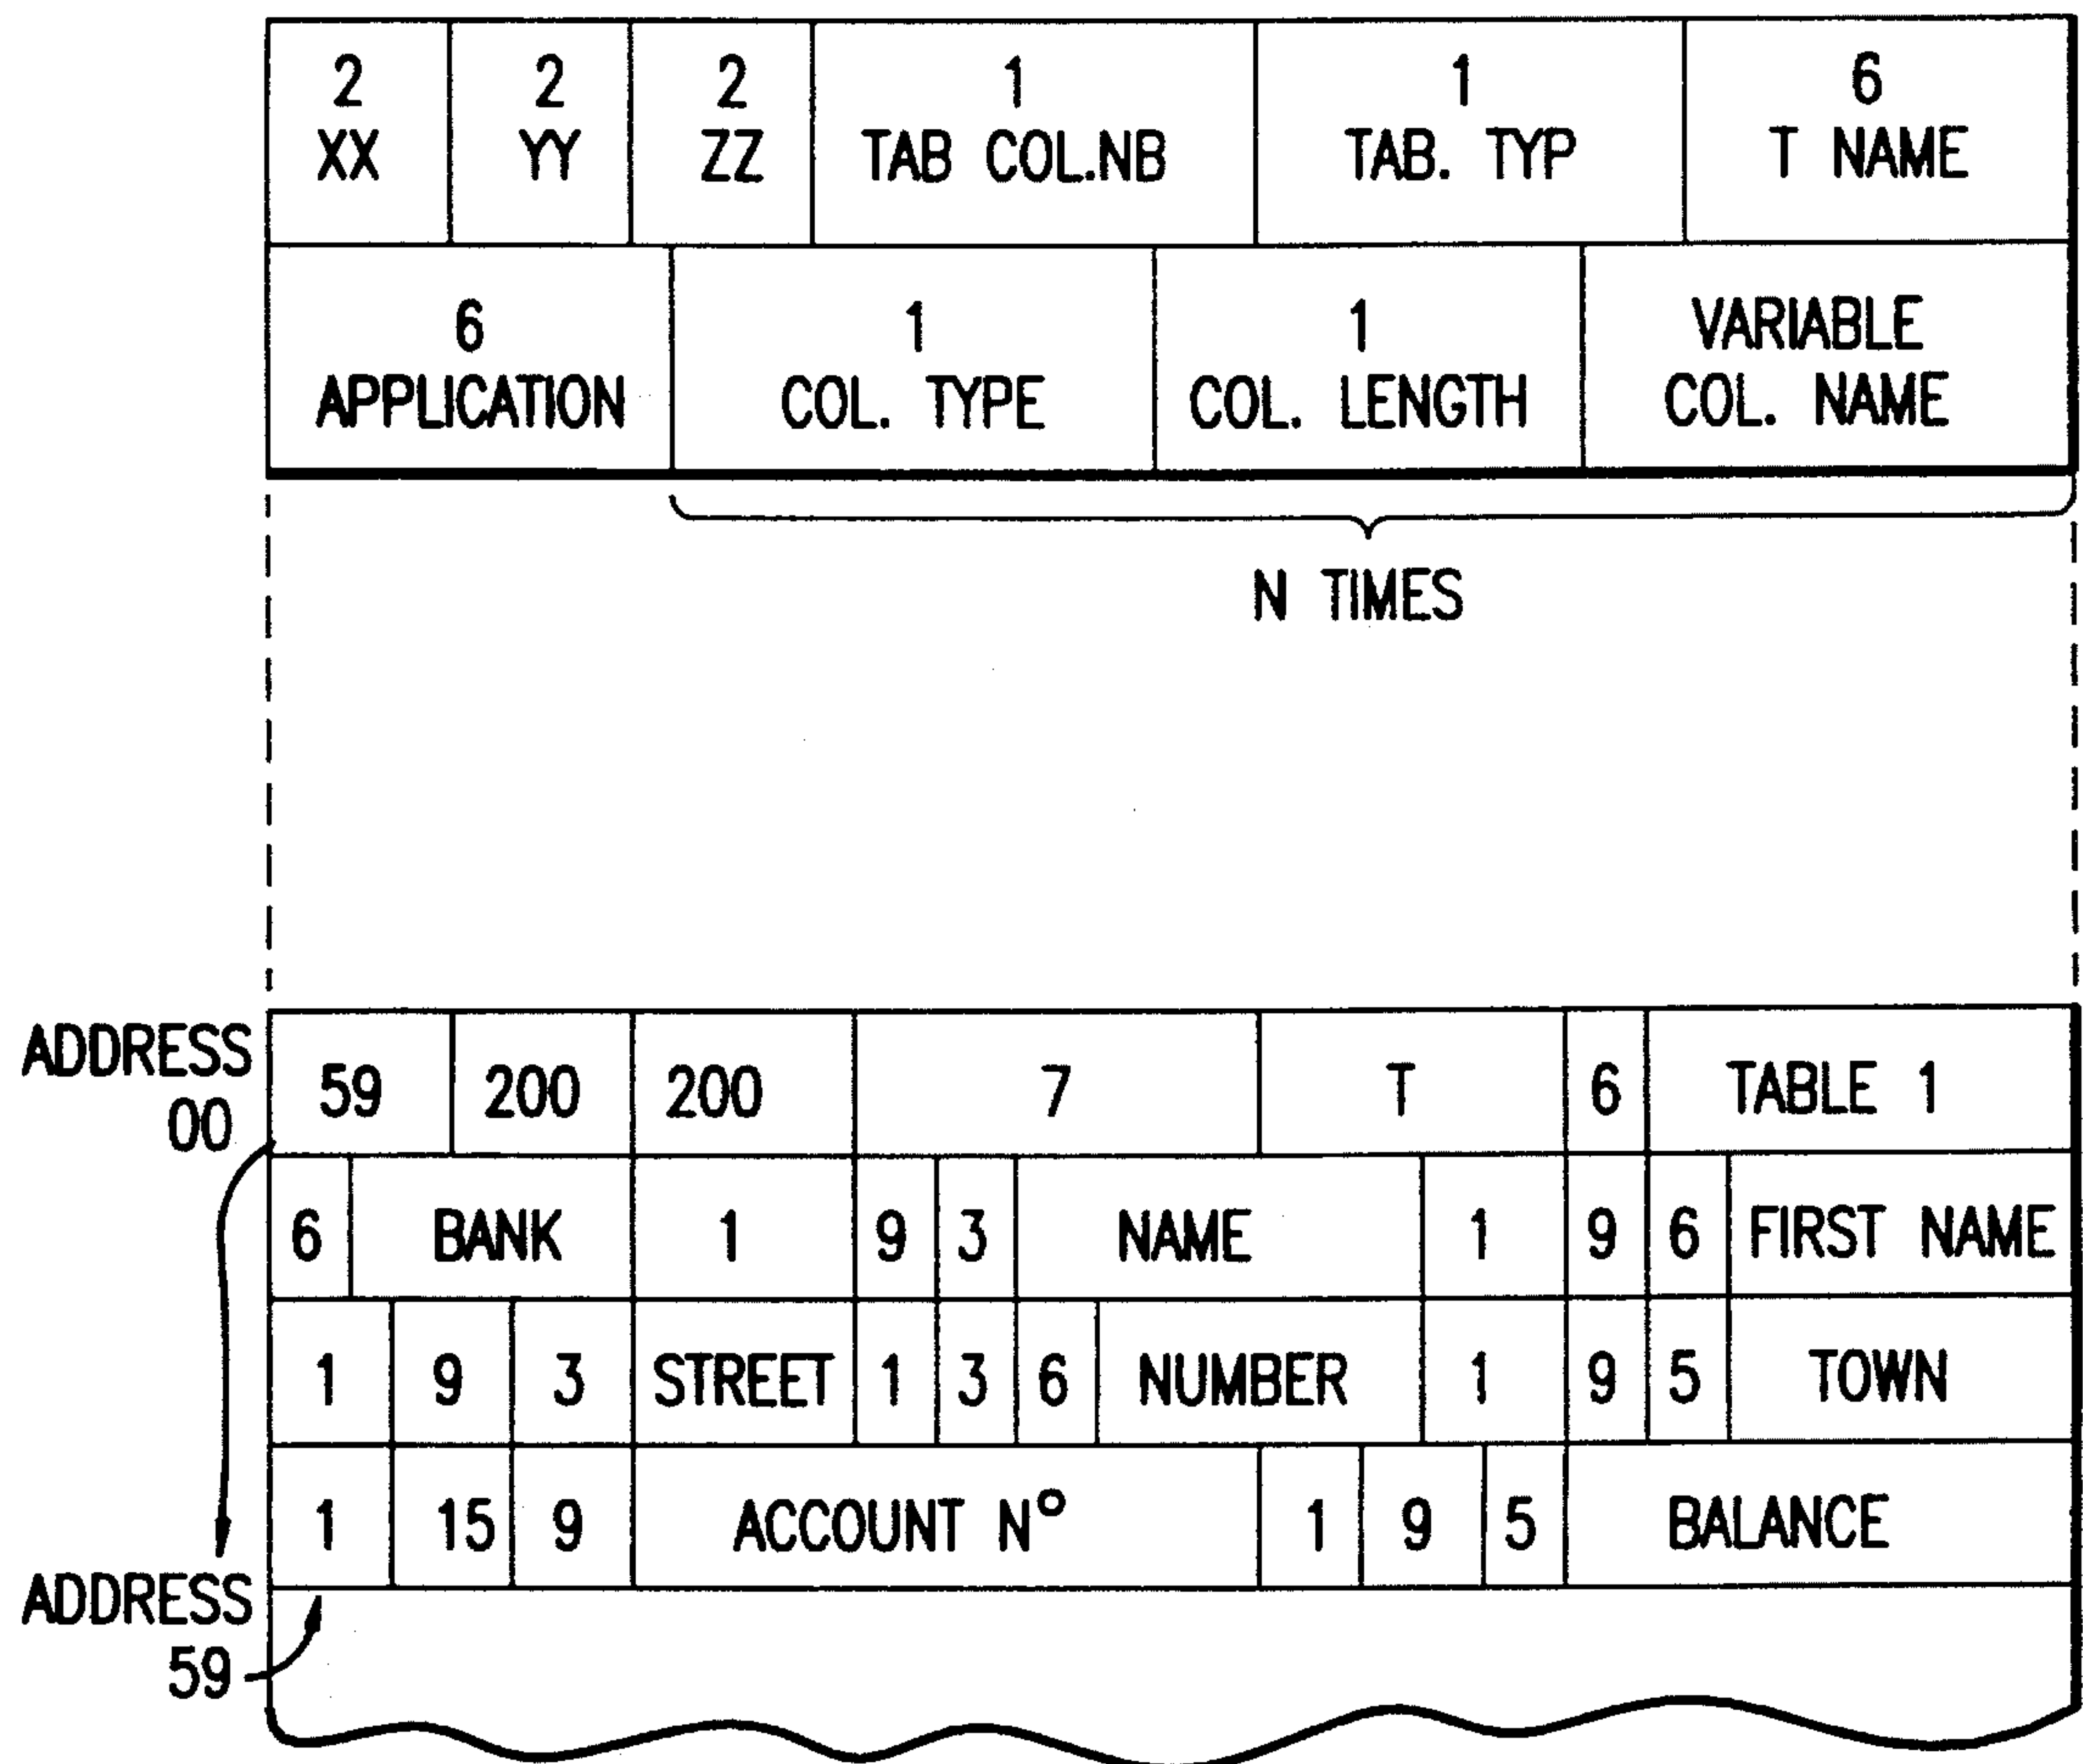 2 2 2 1 1 6
XX YY ZZ TAB COL.NB TAB. TYP T NAME
6 1 1 VARIABLE
APPLICATION COL. TYPE COL. LENGTH COL. NAME
N TIMES
ADDRESS
00
59 200 200 7 T 6 TABLE 1
6 BANK 1 9 3 NAME 1 9 6 FIRST NAME
1 9 3 STREET 1 3 6 NUMBER 1 9 5 TOWN
1 15 9 ACCOUNT Nº 1 9 5 BALANCE
ADDRESS
59